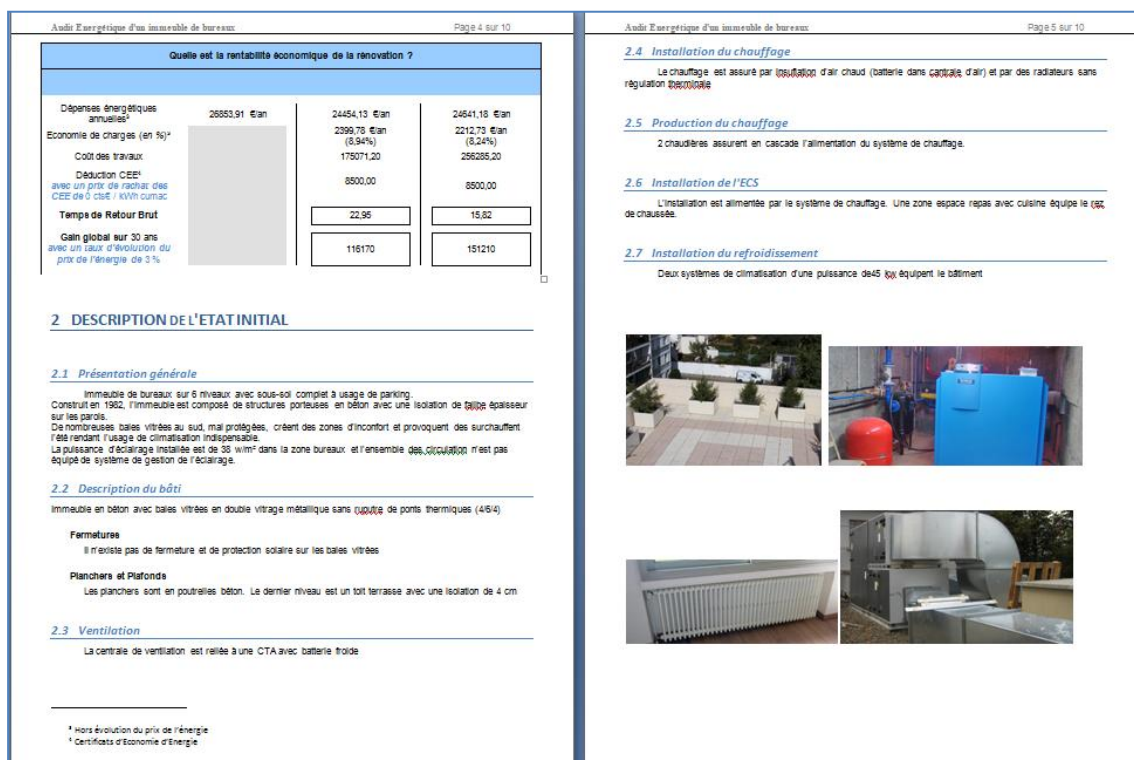 Audit Energétique d'un immeuble de bureaux
Page 4 sur 10
Quelle est la rentabilité économique de la rénovation ?
Dépenses énergétiques annuelles³ 26853,91 €/an 24454,13 €/an 24641,18 €/an
Economie de charges (en %)³ 2399,78 €/an (8,94%) 2212,73 €/an (8,24%)
Coût des travaux 175071,20 256285,20
Déduction CEE⁴
avec un prix de rachat des
CEE de 0 cts€ / kWh cumac
8500,00 8500,00
Temps de Retour Brut 22,95 15,82
Gain global sur 30 ans
avec un taux d'évolution du
prix de l'énergie de 3 %
116170 151210
2 DESCRIPTION DE L'ETAT INITIAL
2.1 Présentation générale
Immeuble de bureaux sur 6 niveaux avec sous-sol complet à usage de parking.
Construit en 1982, l'immeuble est composé de structures porteuses en béton avec une isolation de failbe épaisseur
sur les parois.
De nombreuses baies vitrées au sud, mal protégées, créent des zones d'inconfort et provoquent des surchauffent
l'été rendant l'usage de climatisation indispensable.
La puissance d'éclairage installée est de 38 w/m² dans la zone bureaux et l'ensemble des circulation n'est pas
équipé de système de gestion de l'éclairage.
2.2 Description du bâti
Immeuble en béton avec baies vitrées en double vitrage métallique sans ruputre de ponts thermiques (4/6/4)
Fermetures
Il n'existe pas de fermeture et de protection solaire sur les baies vitrées
Planchers et Plafonds
Les planchers sont en poutrelles béton. Le dernier niveau est un toit terrasse avec une isolation de 4 cm
2.3 Ventilation
La centrale de ventilation est reliée à une CTA avec batterie froide
³ Hors évolution du prix de l'énergie
⁴ Certificats d'Economie d'Energie
Audit Energétique d'un immeuble de bureaux
Page 5 sur 10
2.4 Installation du chauffage
Le chauffage est assuré par insuflation d'air chaud (batterie dans cantrale d'air) et par des radiateurs sans
régulation therminale
2.5 Production du chauffage
2 chaudières assurent en cascade l'alimentation du système de chauffage.
2.6 Installation de l'ECS
L'installation est alimentée par le système de chauffage. Une zone espace repas avec cuisine équipe le rez
de chaussée.
2.7 Installation du refroidissement
Deux systèmes de climatisation d'une puissance de45 kw équipent le bâtiment